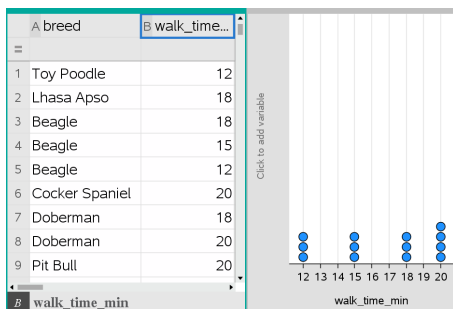 A breed B walk_time...
=
1 Toy Poodle 12
2 Lhasa Apso 18
3 Beagle 18
4 Beagle 15
5 Beagle 12
6 Cocker Spaniel 20
7 Doberman 18
8 Doberman 20
9 Pit Bull 20
B walk_time_min
Click to add variable
12 13 14 15 16 17 18 19 20
walk_time_min